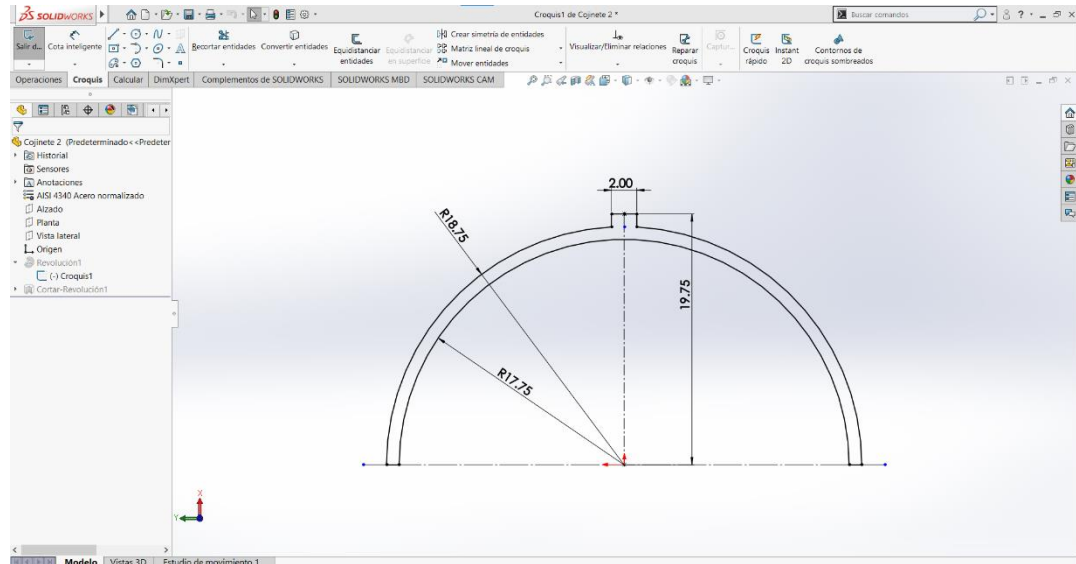 SOLIDWORKS
Croquis1 de Cojinete 2 *
Buscar comandos
Salir d...
Cota inteligente
Recortar entidades
Convertir entidades
Equidistanciar entidades
Equidistanciar en superficie
Crear simetría de entidades
Matriz lineal de croquis
Mover entidades
Visualizar/Eliminar relaciones
Reparar croquis
Captur...
Croquis rápido
Instant 2D
Contornos de croquis sombreados
Operaciones
Croquis
Calcular
DimXpert
Complementos de SOLIDWORKS
SOLIDWORKS MBD
SOLIDWORKS CAM
Cojinete 2 (Predeterminado<<Predeter
Historial
Sensores
Anotaciones
AISI 4340 Acero normalizado
Alzado
Planta
Vista lateral
Origen
Revolución1
(-) Croquis1
Cortar-Revolución1
2.00
R18.75
19.75
R17.75
X
Y
Modelo
Vistas 3D
Estudio de movimiento 1